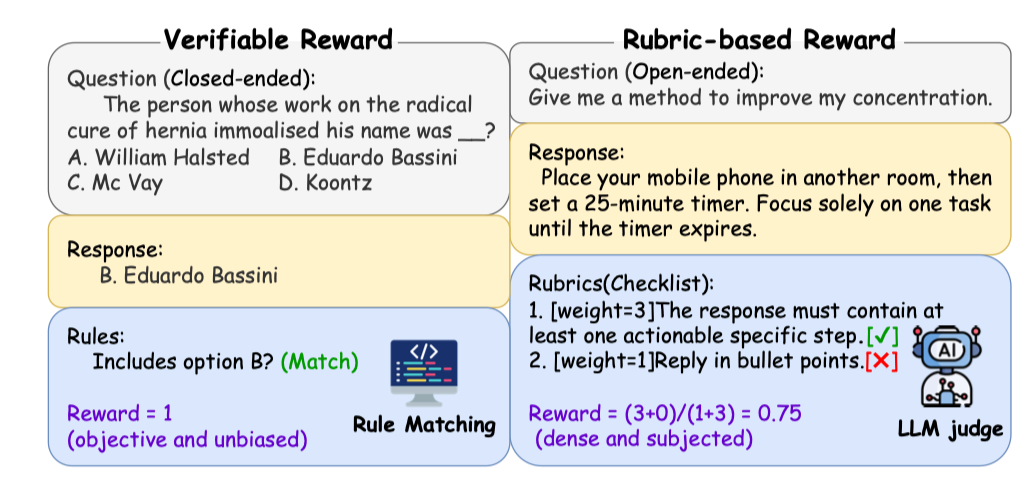 Verifiable Reward
Question (Closed-ended):
The person whose work on the radical
cure of hernia immoalised his name was __?
A. William Halsted B. Eduardo Bassini
C. Mc Vay D. Koontz
Response:
B. Eduardo Bassini
Rules:
Includes option B? (Match)
</>
Reward = 1
(objective and unbiased)
Rule Matching
Rubric-based Reward
Question (Open-ended):
Give me a method to improve my concentration.
Response:
Place your mobile phone in another room, then
set a 25-minute timer. Focus solely on one task
until the timer expires.
Rubrics(Checklist):
1. [weight=3]The response must contain at
least one actionable specific step.[✓]
2. [weight=1]Reply in bullet points.[✗]
AI
Reward = (3+0)/(1+3) = 0.75
(dense and subjected)
LLM judge